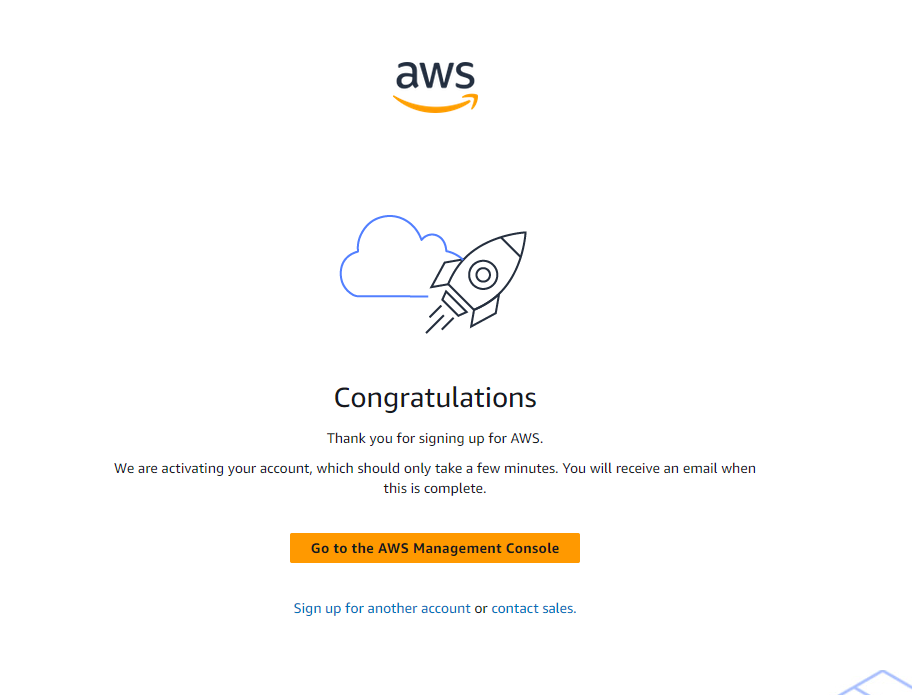 aws
Congratulations
Thank you for signing up for AWS.
We are activating your account, which should only take a few minutes. You will receive an email when
this is complete.
Go to the AWS Management Console
Sign up for another account or contact sales.